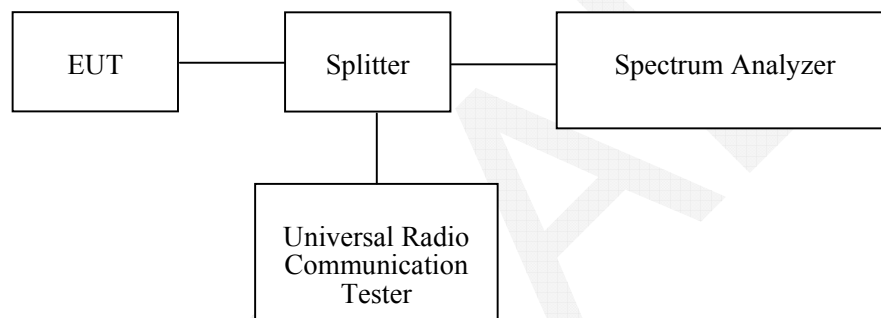 EUT
Splitter
Spectrum Analyzer
Universal Radio
Communication
Tester